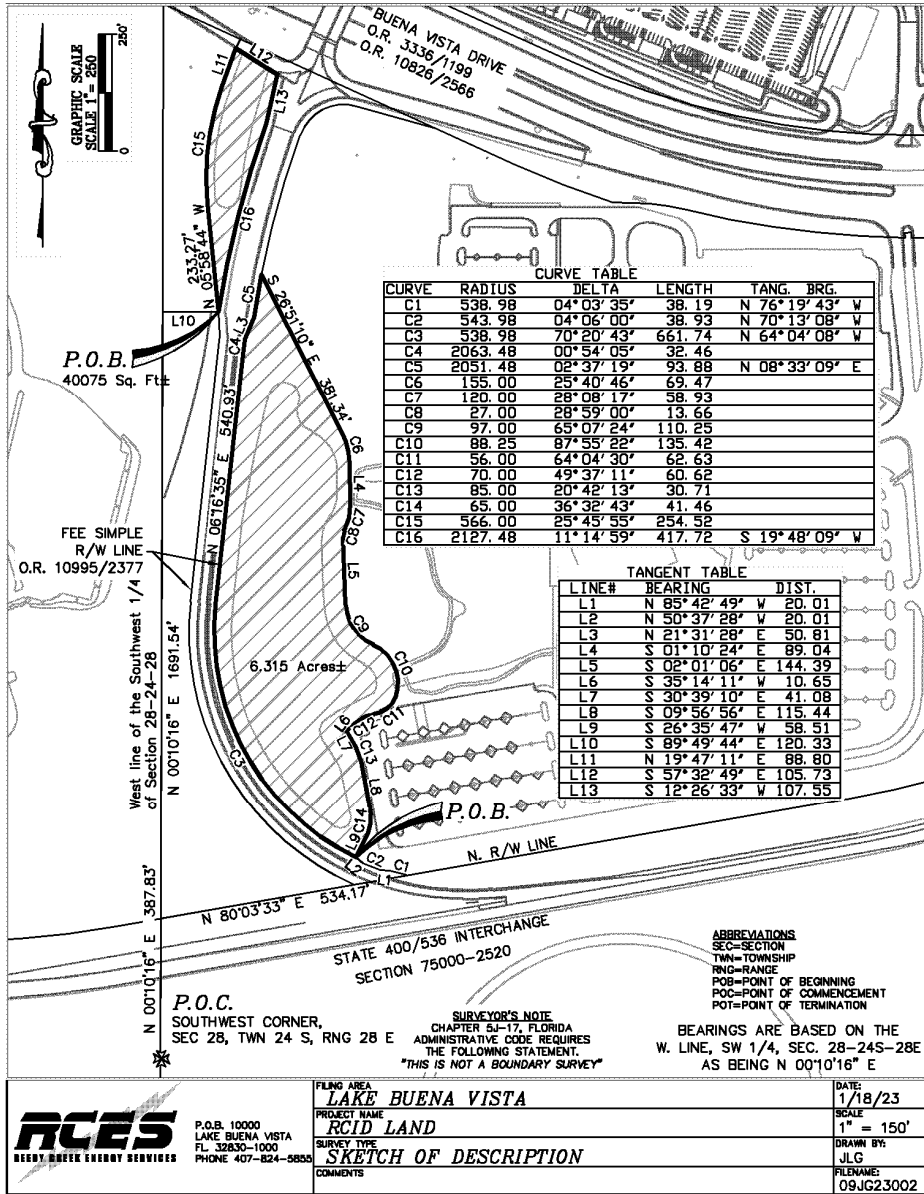 GRAPHIC SCALE
SCALE 1" = 250'
0
250'
BUENA VISTA DRIVE
O.R. 3336/1199
O.R. 10826/2566
L11
L12
L13
C15
C16
233.27'
N 05°58'44" W
L10
P.O.B.
40075 Sq. Ft±
C5
L3
C4
S 26°51'10" E 381.34'
N 06°16'35" E 540.93'
C6
L4
C7
C8
L5
C9
C10
C11
C12
L6
L7
C13
L8
C14
L9
C3
6.315 Acres±
FEE SIMPLE
R/W LINE
O.R. 10995/2377
West line of the Southwest 1/4
of Section 28-24-28
N 00°10'16" E 1691.54'
N 00°10'16" E 387.83'
CURVE TABLE
CURVE RADIUS DELTA LENGTH TANG. BRG.
C1 538.98 04°03'35" 38.19 N 76°19'43" W
C2 543.98 04°06'00" 38.93 N 70°13'08" W
C3 538.98 70°20'43" 661.74 N 64°04'08" W
C4 2063.48 00°54'05" 32.46
C5 2051.48 02°37'19" 93.88 N 08°33'09" E
C6 155.00 25°40'46" 69.47
C7 120.00 28°08'17" 58.93
C8 27.00 28°59'00" 13.66
C9 97.00 65°07'24" 110.25
C10 88.25 87°55'22" 135.42
C11 56.00 64°04'30" 62.63
C12 70.00 49°37'11" 60.62
C13 85.00 20°42'13" 30.71
C14 65.00 36°32'43" 41.46
C15 566.00 25°45'55" 254.52
C16 2127.48 11°14'59" 417.72 S 19°48'09" W
TANGENT TABLE
LINE# BEARING DIST.
L1 N 85°42'49" W 20.01
L2 N 50°37'28" W 20.01
L3 N 21°31'28" E 50.81
L4 S 01°10'24" E 89.04
L5 S 02°01'06" E 144.39
L6 S 35°14'11" W 10.65
L7 S 30°39'10" E 41.08
L8 S 09°56'56" E 115.44
L9 S 26°35'47" W 58.51
L10 S 89°49'44" E 120.33
L11 N 19°47'11" E 88.80
L12 S 57°32'49" E 105.73
L13 S 12°26'33" W 107.55
P.O.B.
C2 C1
L2 L1
N. R/W LINE
N 80°03'33" E 534.17'
STATE 400/536 INTERCHANGE
SECTION 75000-2520
P.O.C.
SOUTHWEST CORNER,
SEC 28, TWN 24 S, RNG 28 E
SURVEYOR'S NOTE
CHAPTER 5J-17, FLORIDA
ADMINISTRATIVE CODE REQUIRES
THE FOLLOWING STATEMENT.
"THIS IS NOT A BOUNDARY SURVEY"
ABBREVIATIONS
SEC=SECTION
TWN=TOWNSHIP
RNG=RANGE
POB=POINT OF BEGINNING
POC=POINT OF COMMENCEMENT
POT=POINT OF TERMINATION
BEARINGS ARE BASED ON THE
W. LINE, SW 1/4, SEC. 28-24S-28E
AS BEING N 00°10'16" E
RCES
REEDY CREEK ENERGY SERVICES
P.O.B. 10000
LAKE BUENA VISTA
FL 32830-1000
PHONE 407-824-5855
FILING AREA
LAKE BUENA VISTA
PROJECT NAME
RCID LAND
SURVEY TYPE
SKETCH OF DESCRIPTION
COMMENTS
DATE:
1/18/23
SCALE
1" = 150'
DRAWN BY:
JLG
FILENAME:
09JG23002